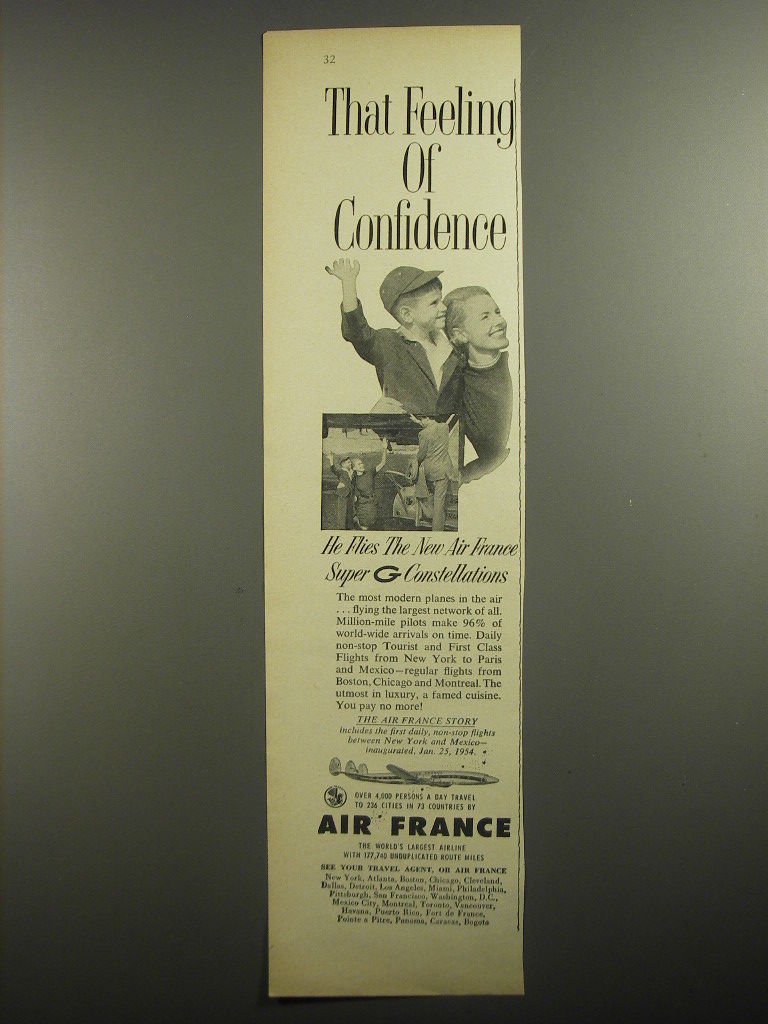 32
That Feeling
Of
Confidence
He Flies The New Air France
Super G Constellations
The most modern planes in the air
. . . flying the largest network of all.
Million-mile pilots make 96% of
world-wide arrivals on time. Daily
non-stop Tourist and First Class
Flights from New York to Paris
and Mexico—regular flights from
Boston, Chicago and Montreal. The
utmost in luxury, a famed cuisine.
You pay no more!
THE AIR FRANCE STORY
includes the first daily, non-stop flights
between New York and Mexico—
inaugurated, Jan. 25, 1954.
OVER 4,000 PERSONS A DAY TRAVEL
TO 236 CITIES IN 73 COUNTRIES BY
AIR FRANCE
THE WORLD'S LARGEST AIRLINE
WITH 177,740 UNDUPLICATED ROUTE MILES
SEE YOUR TRAVEL AGENT, OR AIR FRANCE
New York, Atlanta, Boston, Chicago, Cleveland,
Dallas, Detroit, Los Angeles, Miami, Philadelphia,
Pittsburgh, San Francisco, Washington, D.C.,
Mexico City, Montreal, Toronto, Vancouver,
Havana, Puerto Rico, Fort de France,
Pointe a Pitre, Panama, Caracas, Bogota